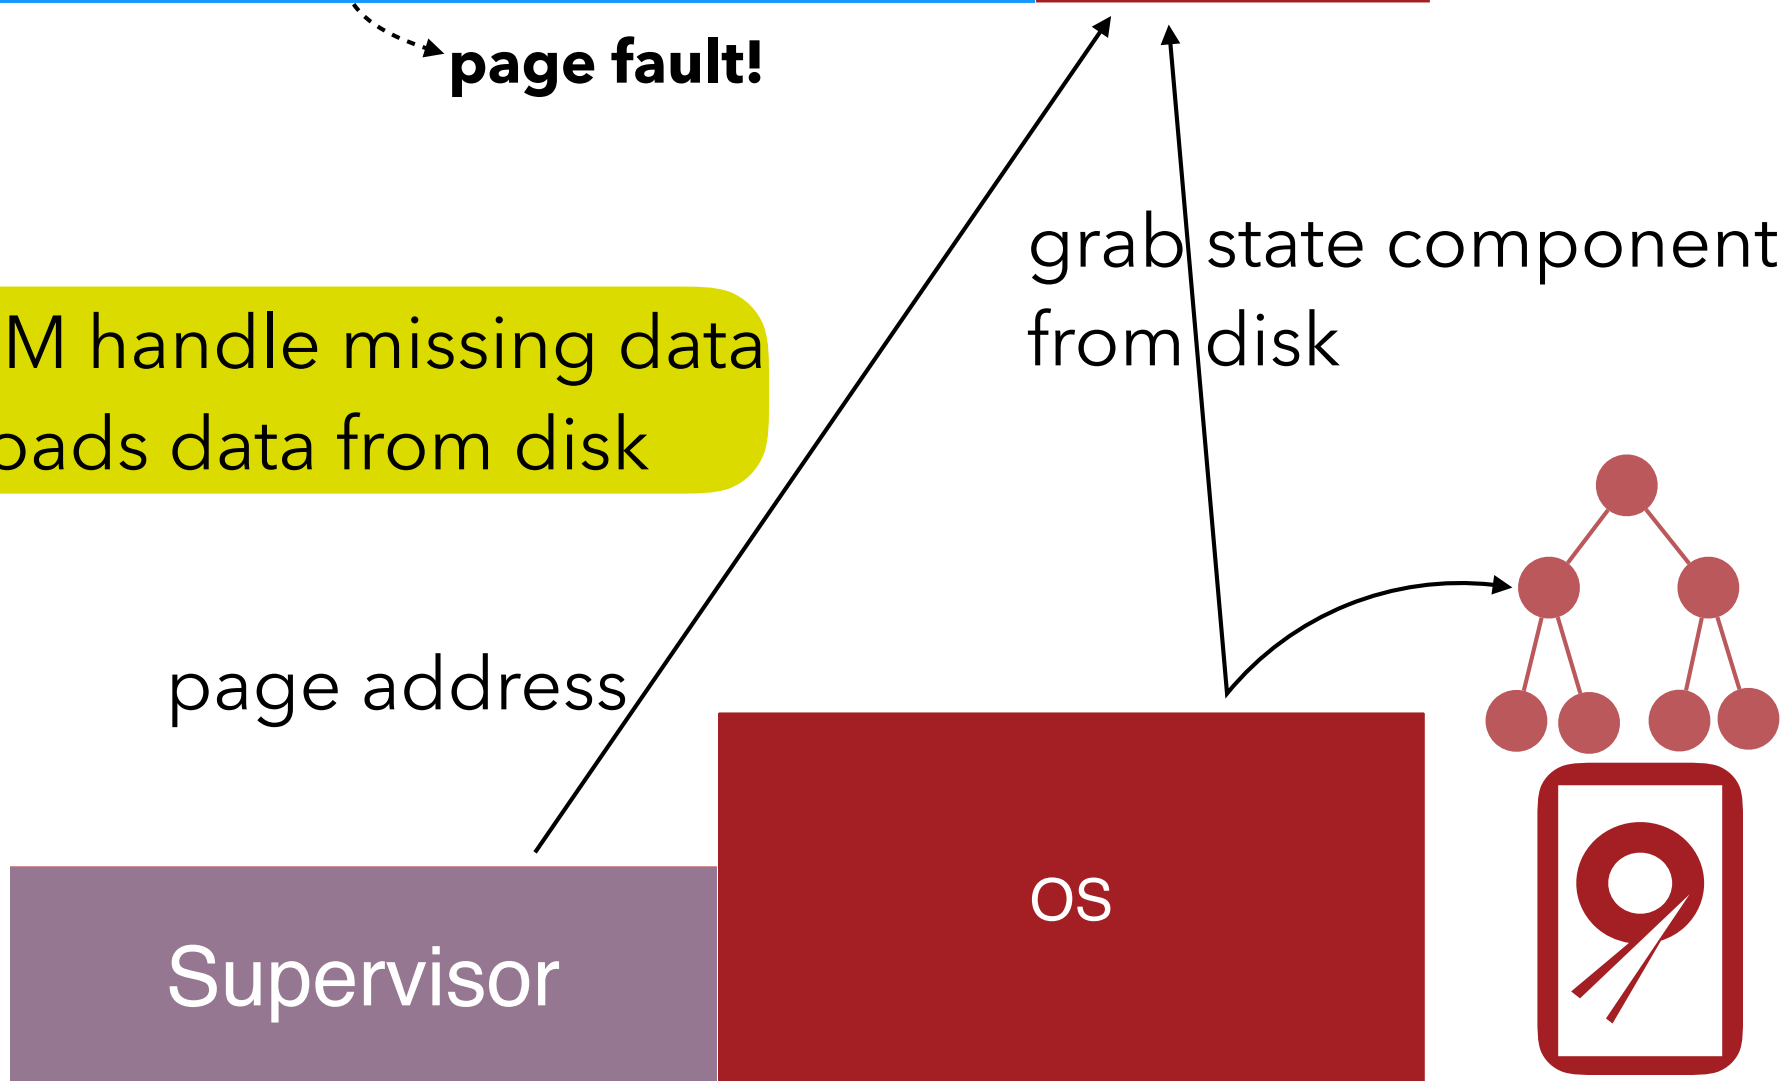 page fault!
grab state component
from disk
M handle missing data
oads data from disk
page address
OS
Supervisor